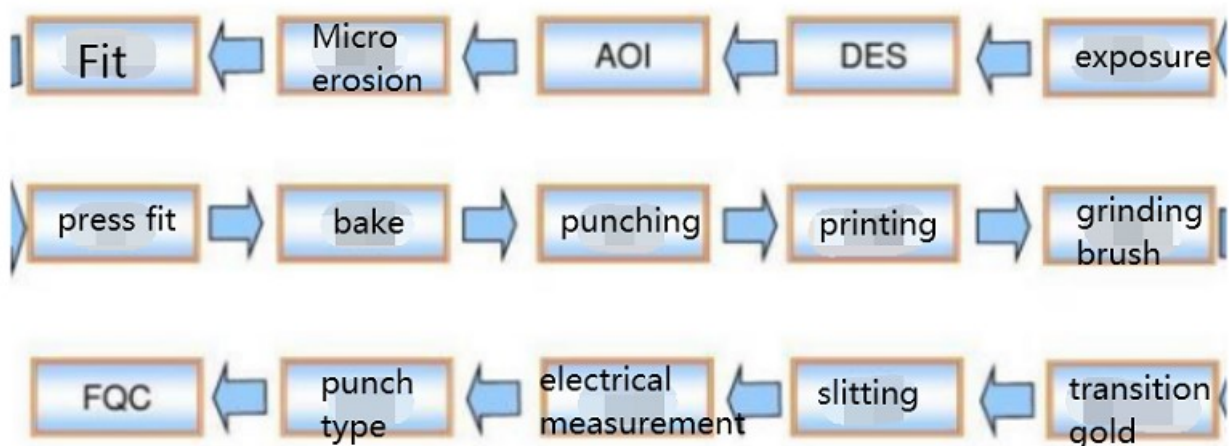 Fit
Micro
erosion
AOI
DES
exposure
press fit
bake
punching
printing
grinding
brush
FQC
punch
type
electrical
measurement
slitting
transition
gold